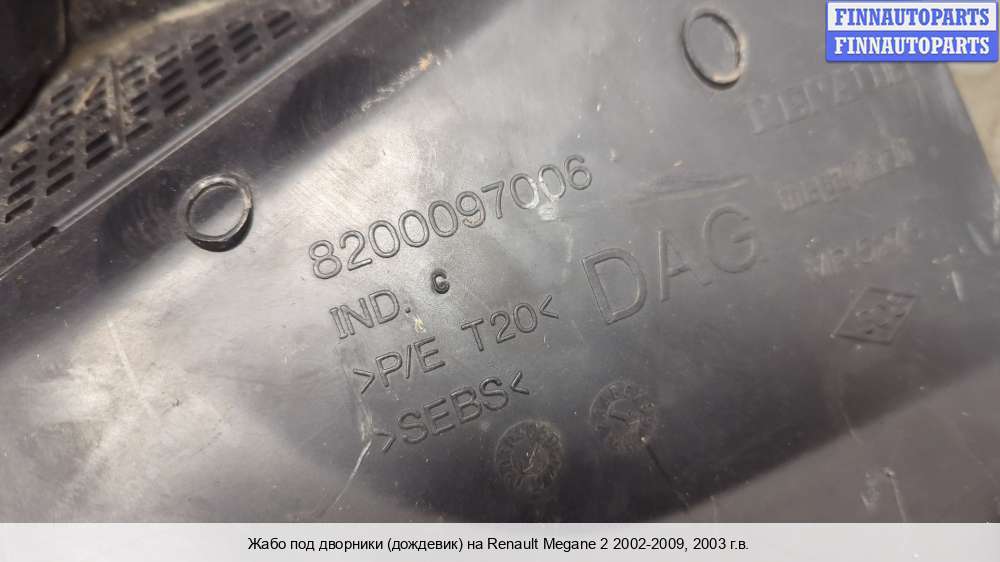 FINNAUTOPARTS
FINNAUTOPARTS
8200097006
IND. C
>P/E T20<
>SEBS<
DAG
Жабо под дворники (дождевик) на Renault Megane 2 2002-2009, 2003 г.в.